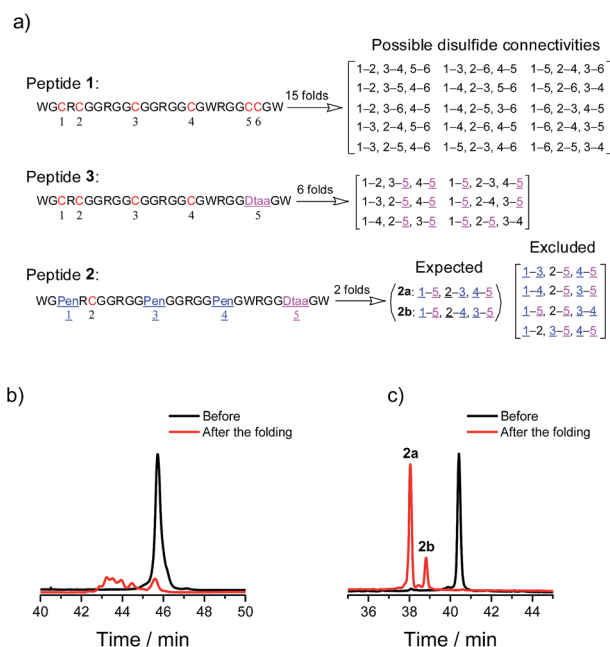 a)
Possible disulfide connectivities
Peptide 1:
WGCRCGGRGGCGGRGGCGWRGGCCGW
1 2 3 4 5 6
15 folds
1–2, 3–4, 5–6 1–3, 2–6, 4–5 1–5, 2–4, 3–6
1–2, 3–5, 4–6 1–4, 2–3, 5–6 1–5, 2–6, 3–4
1–2, 3–6, 4–5 1–4, 2–5, 3–6 1–6, 2–3, 4–5
1–3, 2–4, 5–6 1–4, 2–6, 4–5 1–6, 2–4, 3–5
1–3, 2–5, 4–6 1–5, 2–3, 4–6 1–6, 2–5, 3–4
Peptide 3:
WGCRCGGRGGCGGRGGCGWRGGDtaaGW
1 2 3 4 5
6 folds
1–2, 3–5, 4–5 1–5, 2–3, 4–5
1–3, 2–5, 4–5 1–5, 2–4, 3–5
1–4, 2–5, 3–5 1–5, 2–5, 3–4
Peptide 2:
WGPenRCGGRGGPenGGRGGPenGWRGGDtaaGW
1 2 3 4 5
2 folds
Expected
2a: 1–5, 2–3, 4–5
2b: 1–5, 2–4, 3–5
Excluded
1–3, 2–5, 4–5
1–4, 2–5, 3–5
1–5, 2–5, 3–4
1–2, 3–5, 4–5
b)
Before
After the folding
40 42 44 46 48 50
Time / min
c)
Before
After the folding
2a
2b
36 38 40 42 44
Time / min